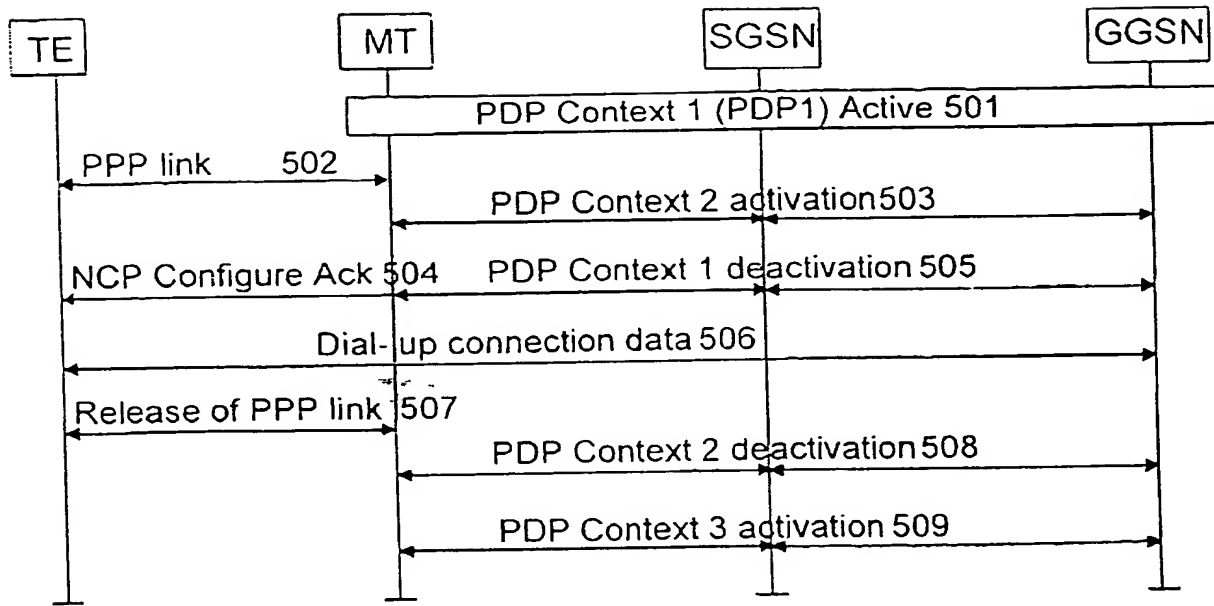 TE
MT
SGSN
GGSN
PDP Context 1 (PDP1) Active 501
PPP link 502
PDP Context 2 activation 503
NCP Configure Ack 504
PDP Context 1 deactivation 505
Dial-up connection data 506
Release of PPP link 507
PDP Context 2 deactivation 508
PDP Context 3 activation 509